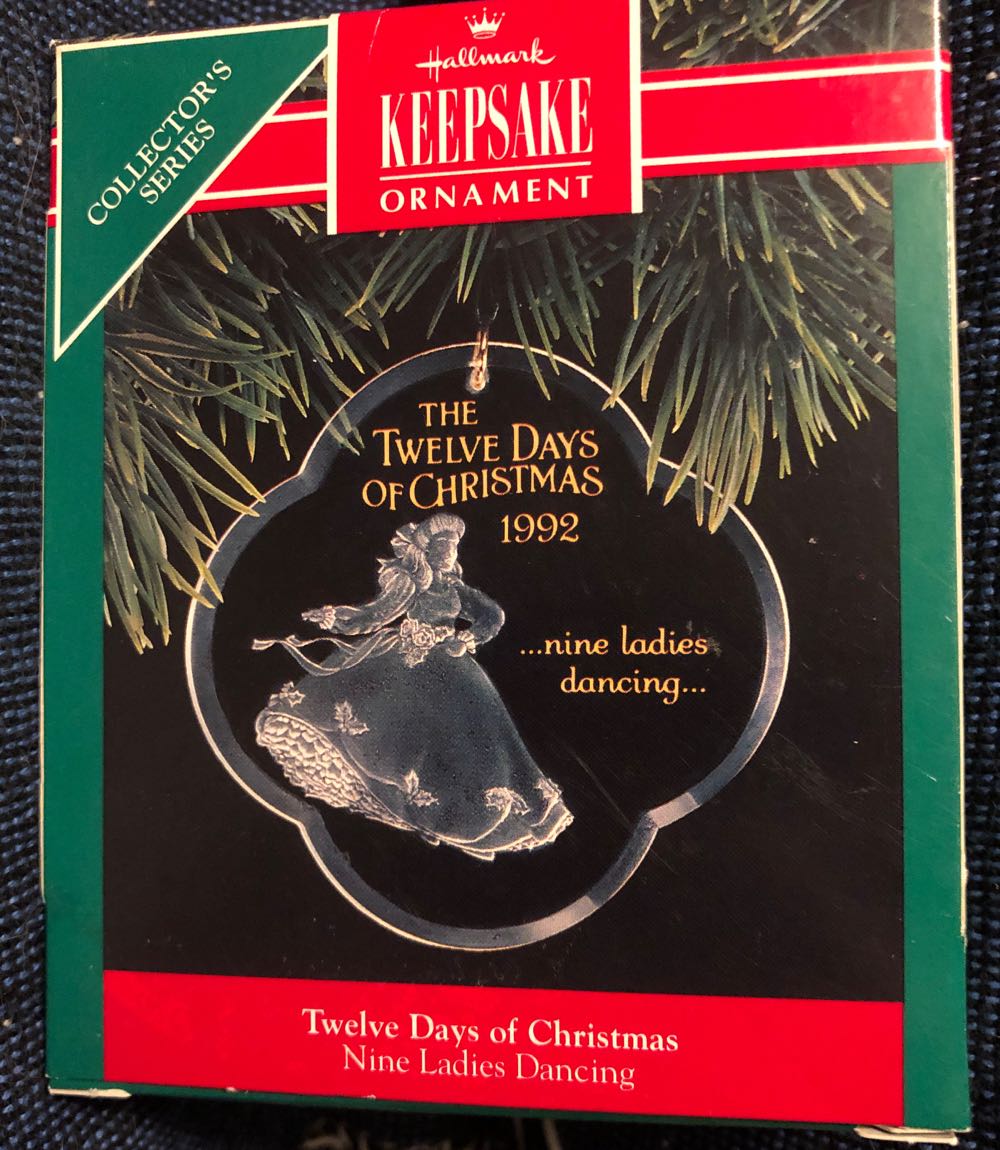 COLLECTOR'S
SERIES
Hallmark
KEEPSAKE
ORNAMENT
THE
TWELVE DAYS
OF CHRISTMAS
1992
...nine ladies
dancing...
Twelve Days of Christmas
Nine Ladies Dancing